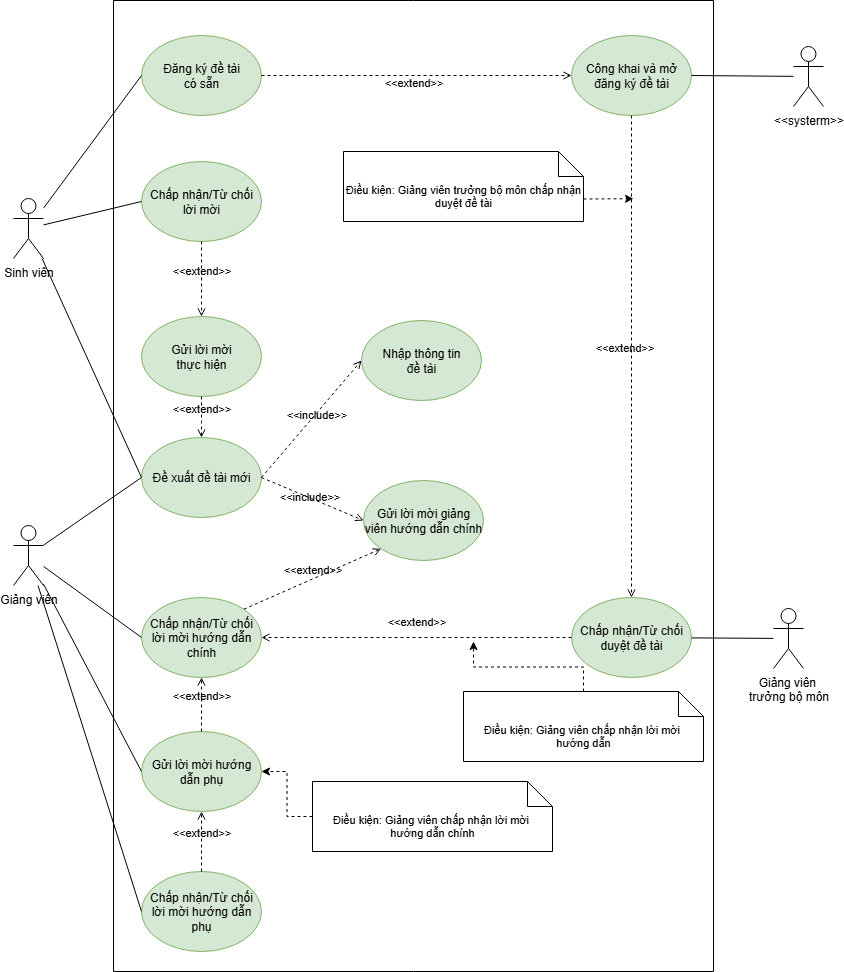 Đăng ký đề tài
có sẵn
<<extend>>
Công khai và mở
đăng ký đề tài
<<systerm>>
Điều kiện: Giảng viên trưởng bộ môn chấp nhận
duyệt đề tài
Chấp nhận/Từ chối
lời mời
Sinh viên
<<extend>>
Gửi lời mời
thực hiện
Nhập thông tin
đề tài
<<extend>>
<<extend>>
<<include>>
Đề xuất đề tài mới
<<include>>
Gửi lời mời giảng
viên hướng dẫn chính
<<extend>>
Giảng viên
Chấp nhận/Từ chối
lời mời hướng dẫn
chính
<<extend>>
Chấp nhận/Từ chối
duyệt đề tài
Giảng viên
trưởng bộ môn
<<extend>>
Điều kiện: Giảng viên chấp nhận lời mời
hướng dẫn
Gửi lời mời hướng
dẫn phụ
Điều kiện: Giảng viên chấp nhận lời mời
hướng dẫn chính
<<extend>>
Chấp nhận/Từ chối
lời mời hướng dẫn
phụ